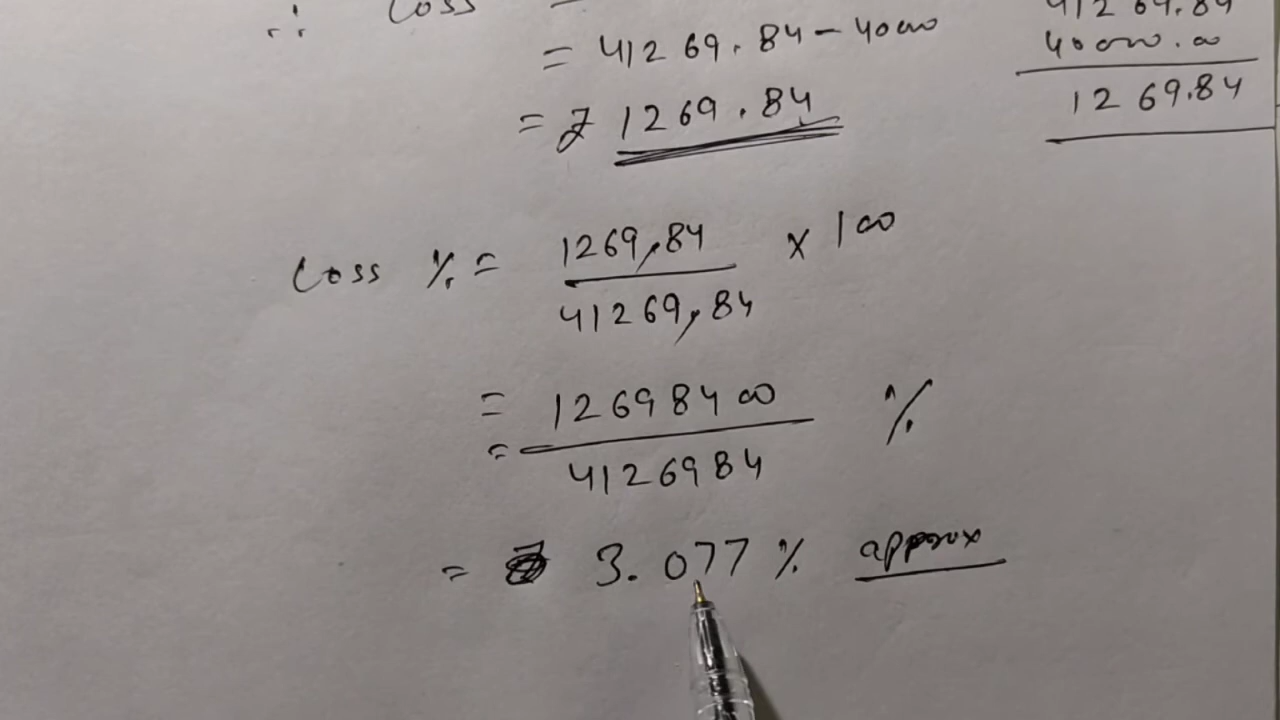 ∴ Loss =
= 41269.84 - 40000
= ₹ 1269.84
41269.84
40000.00
1269.84
Loss % = 1269.84 / 41269.84 × 100
= 12698400 / 4126984 %
= 3.077 % approx